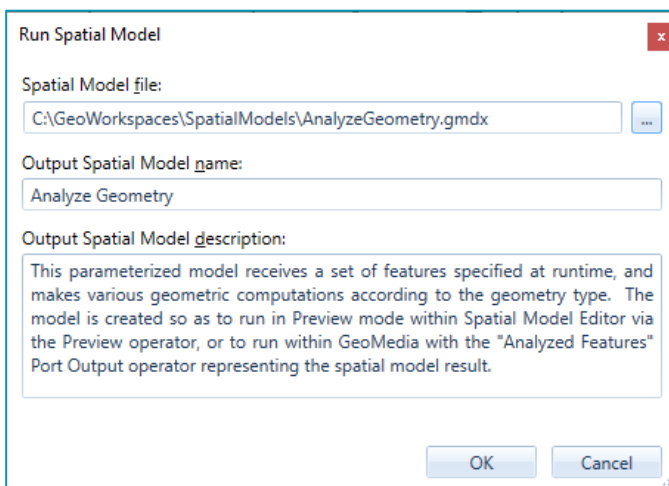 Run Spatial Model
x
Spatial Model file:
C:\GeoWorkspaces\SpatialModels\AnalyzeGeometry.gmdx
...
Output Spatial Model name:
Analyze Geometry
Output Spatial Model description:
This parameterized model receives a set of features specified at runtime, and
makes various geometric computations according to the geometry type. The
model is created so as to run in Preview mode within Spatial Model Editor via
the Preview operator, or to run within GeoMedia with the "Analyzed Features"
Port Output operator representing the spatial model result.
OK Cancel